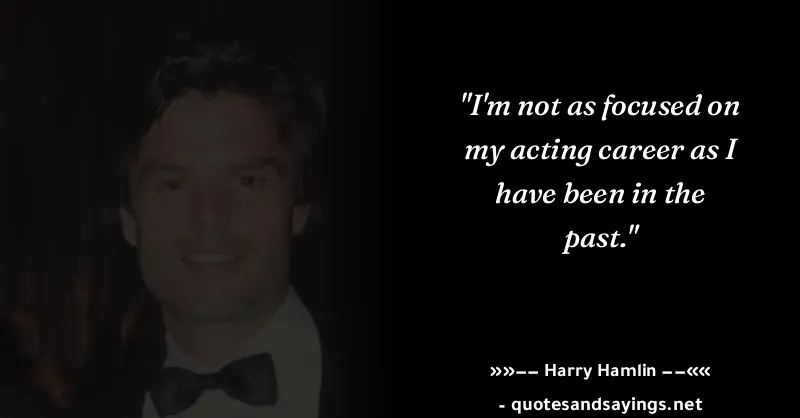 "I'm not as focused on
my acting career as I
have been in the
past."
»»–– Harry Hamlin ––««
- quotesandsayings.net